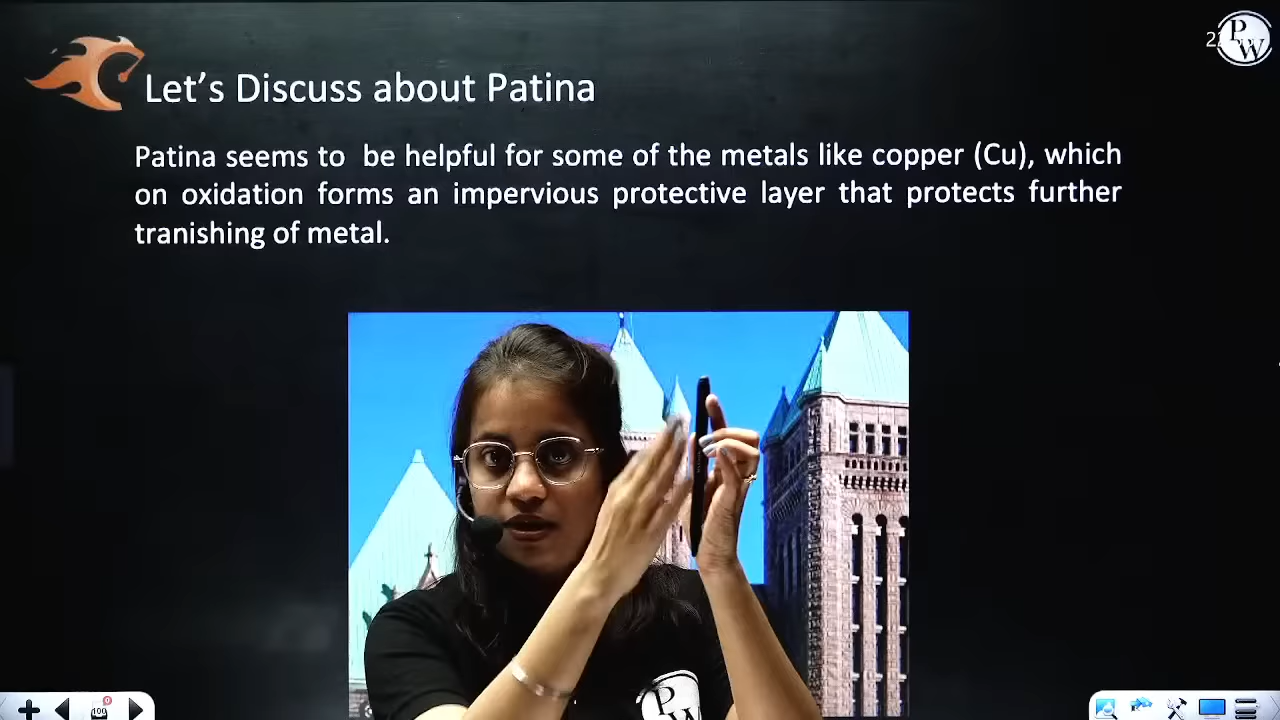 Let's Discuss about Patina
Patina seems to be helpful for some of the metals like copper (Cu), which
on oxidation forms an impervious protective layer that protects further
tranishing of metal.
P
W
P
W
100